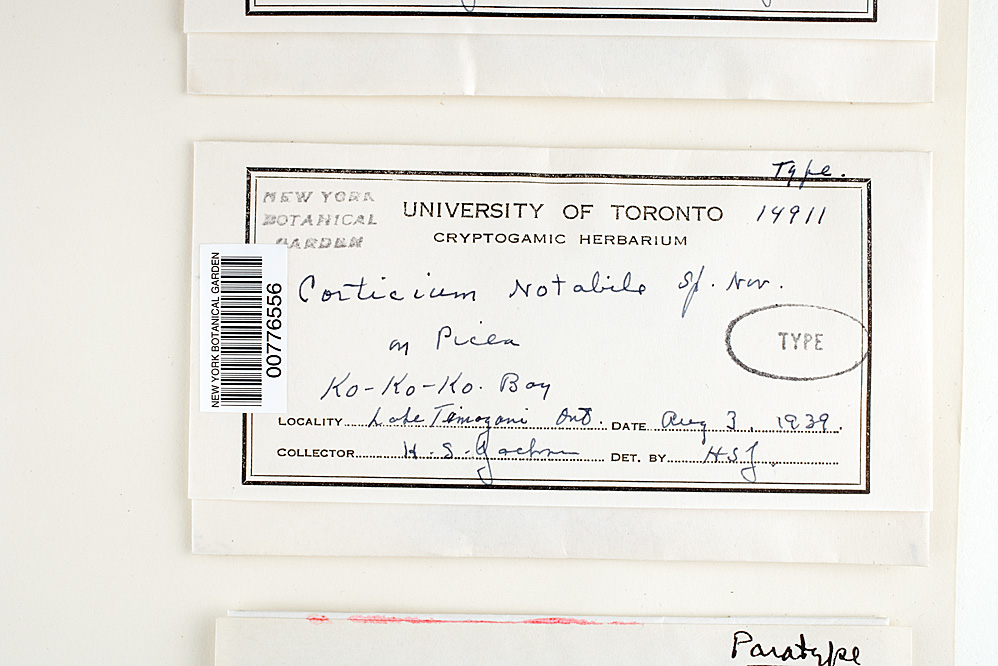 Type.
NEW YORK
BOTANICAL
GARDEN
UNIVERSITY OF TORONTO 14911
CRYPTOGAMIC HERBARIUM
NEW YORK BOTANICAL GARDEN
00776556
Corticium Notabile Sp. Nov.
on Picea
TYPE
Ko-Ko-Ko. Bay
LOCALITY Lake Timagami Ont. DATE Aug 3, 1939.
COLLECTOR H. S. Jackson DET. BY HSJ.
Paratype